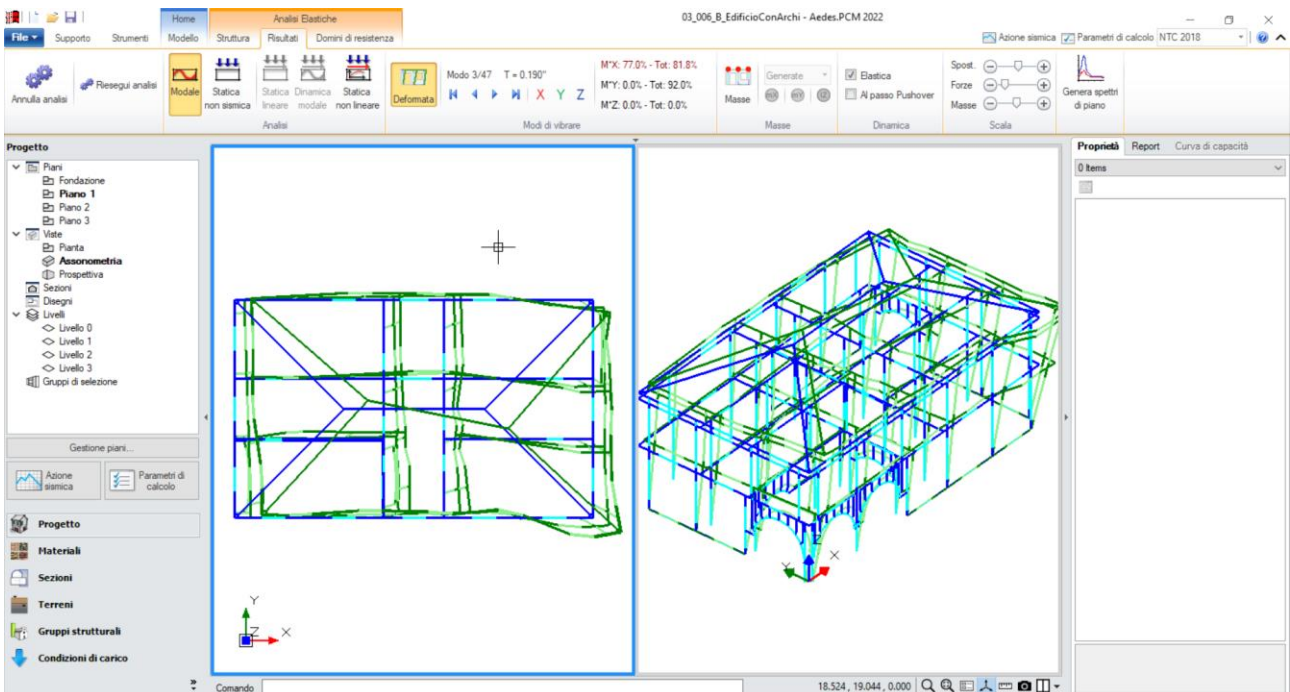 Home
Analisi Elastiche
03_006_B_EdificioConArchi - Aedes.PCM 2022
File
Supporto
Strumenti
Modello
Struttura
Risultati
Domini di resistenza
Azione sismica
Parametri di calcolo
NTC 2018
Annulla analisi
Riesegui analisi
Modale
Statica non sismica
Statica lineare
Dinamica modale
Statica non lineare
Analisi
Deformata
Modo 3/47 T = 0.190"
X Y Z
M*X: 77.0% - Tot: 81.8%
M*Y: 0.0% - Tot: 92.0%
M*Z: 0.0% - Tot: 0.0%
Modi di vibrare
Masse
Generate
Masse
Elastica
Al passo Pushover
Dinamica
Spost.
Forze
Masse
Scala
Genera spettri di piano
Progetto
Piani
Fondazione
Piano 1
Piano 2
Piano 3
Viste
Pianta
Assonometria
Prospettiva
Sezioni
Disegni
Livelli
Livello 0
Livello 1
Livello 2
Livello 3
Gruppi di selezione
Gestione piani...
Azione sismica
Parametri di calcolo
Progetto
Materiali
Sezioni
Terreni
Gruppi strutturali
Condizioni di carico
Y
Z
X
Z
X
Y
Proprietà
Report
Curva di capacità
0 Items
Comando
18.524 , 19.044 , 0.000